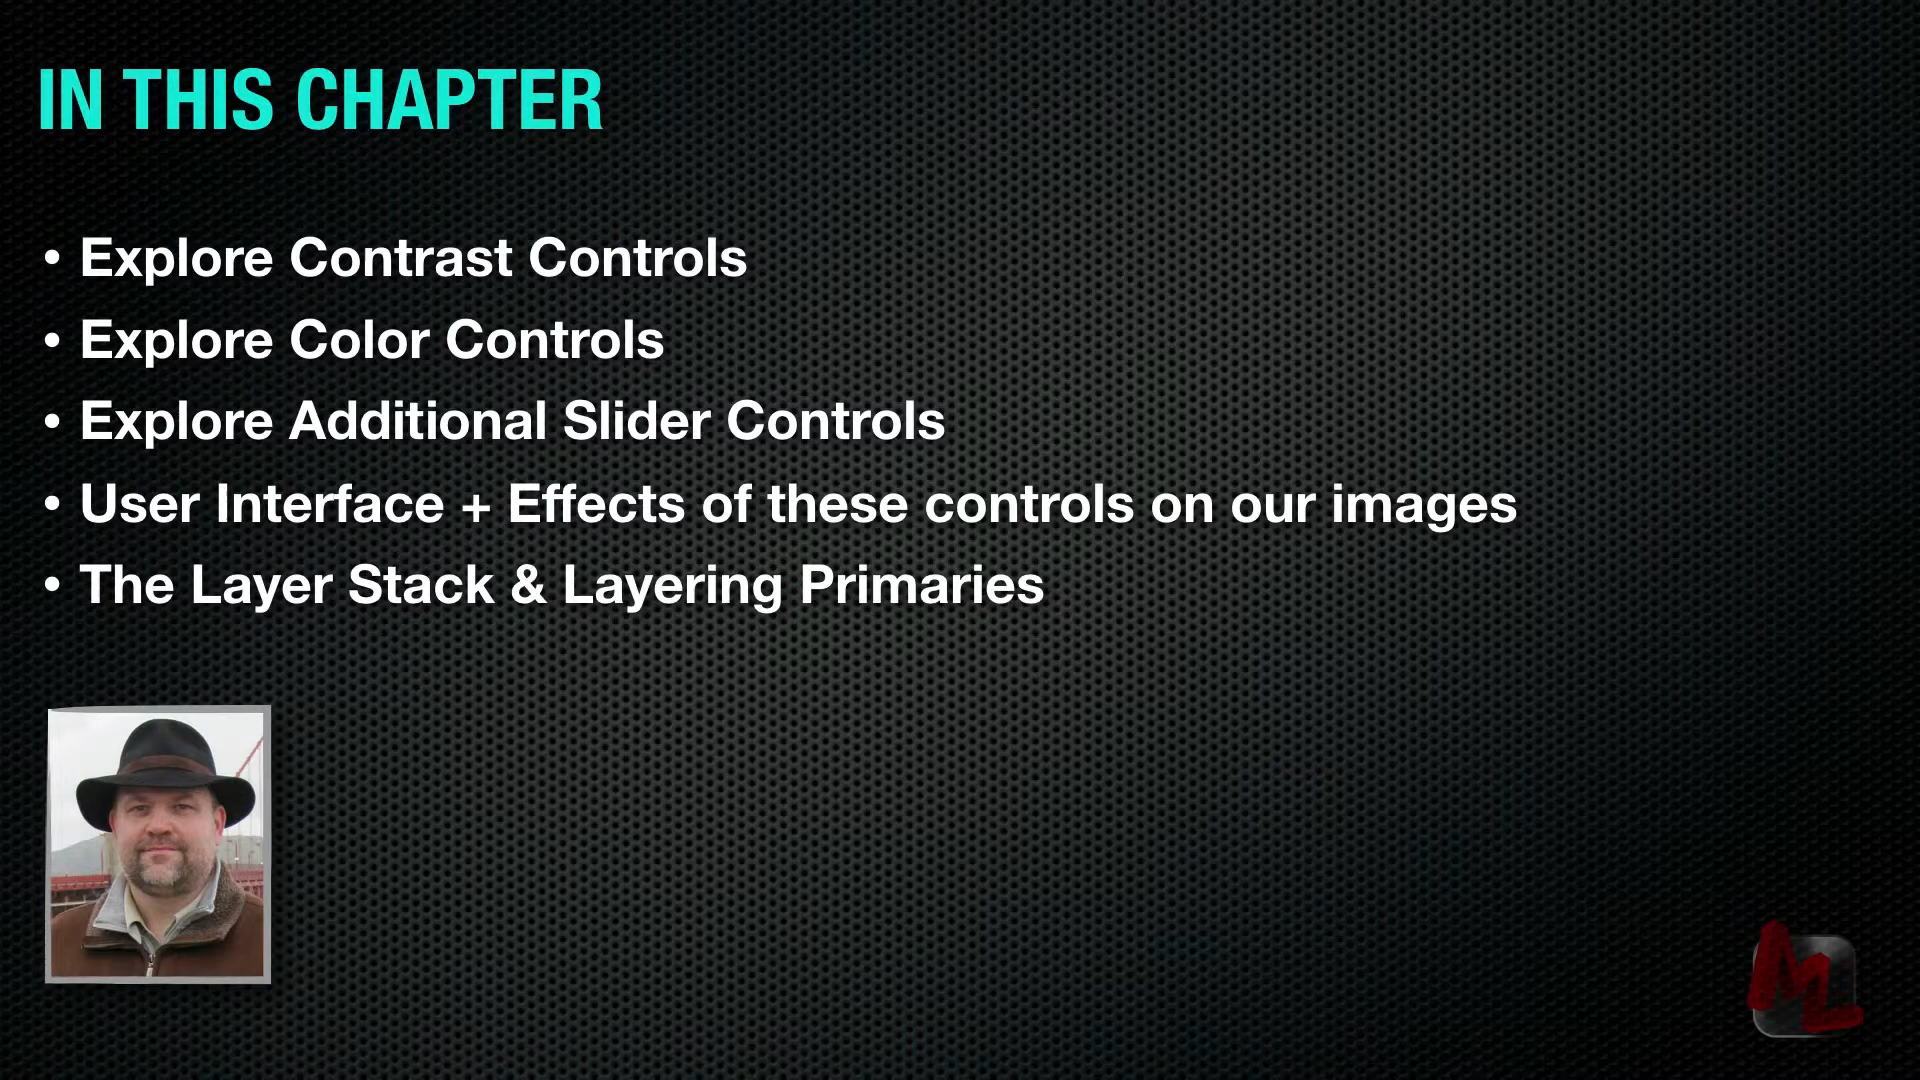 IN THIS CHAPTER
• Explore Contrast Controls
• Explore Color Controls
• Explore Additional Slider Controls
• User Interface + Effects of these controls on our images
• The Layer Stack & Layering Primaries
ML